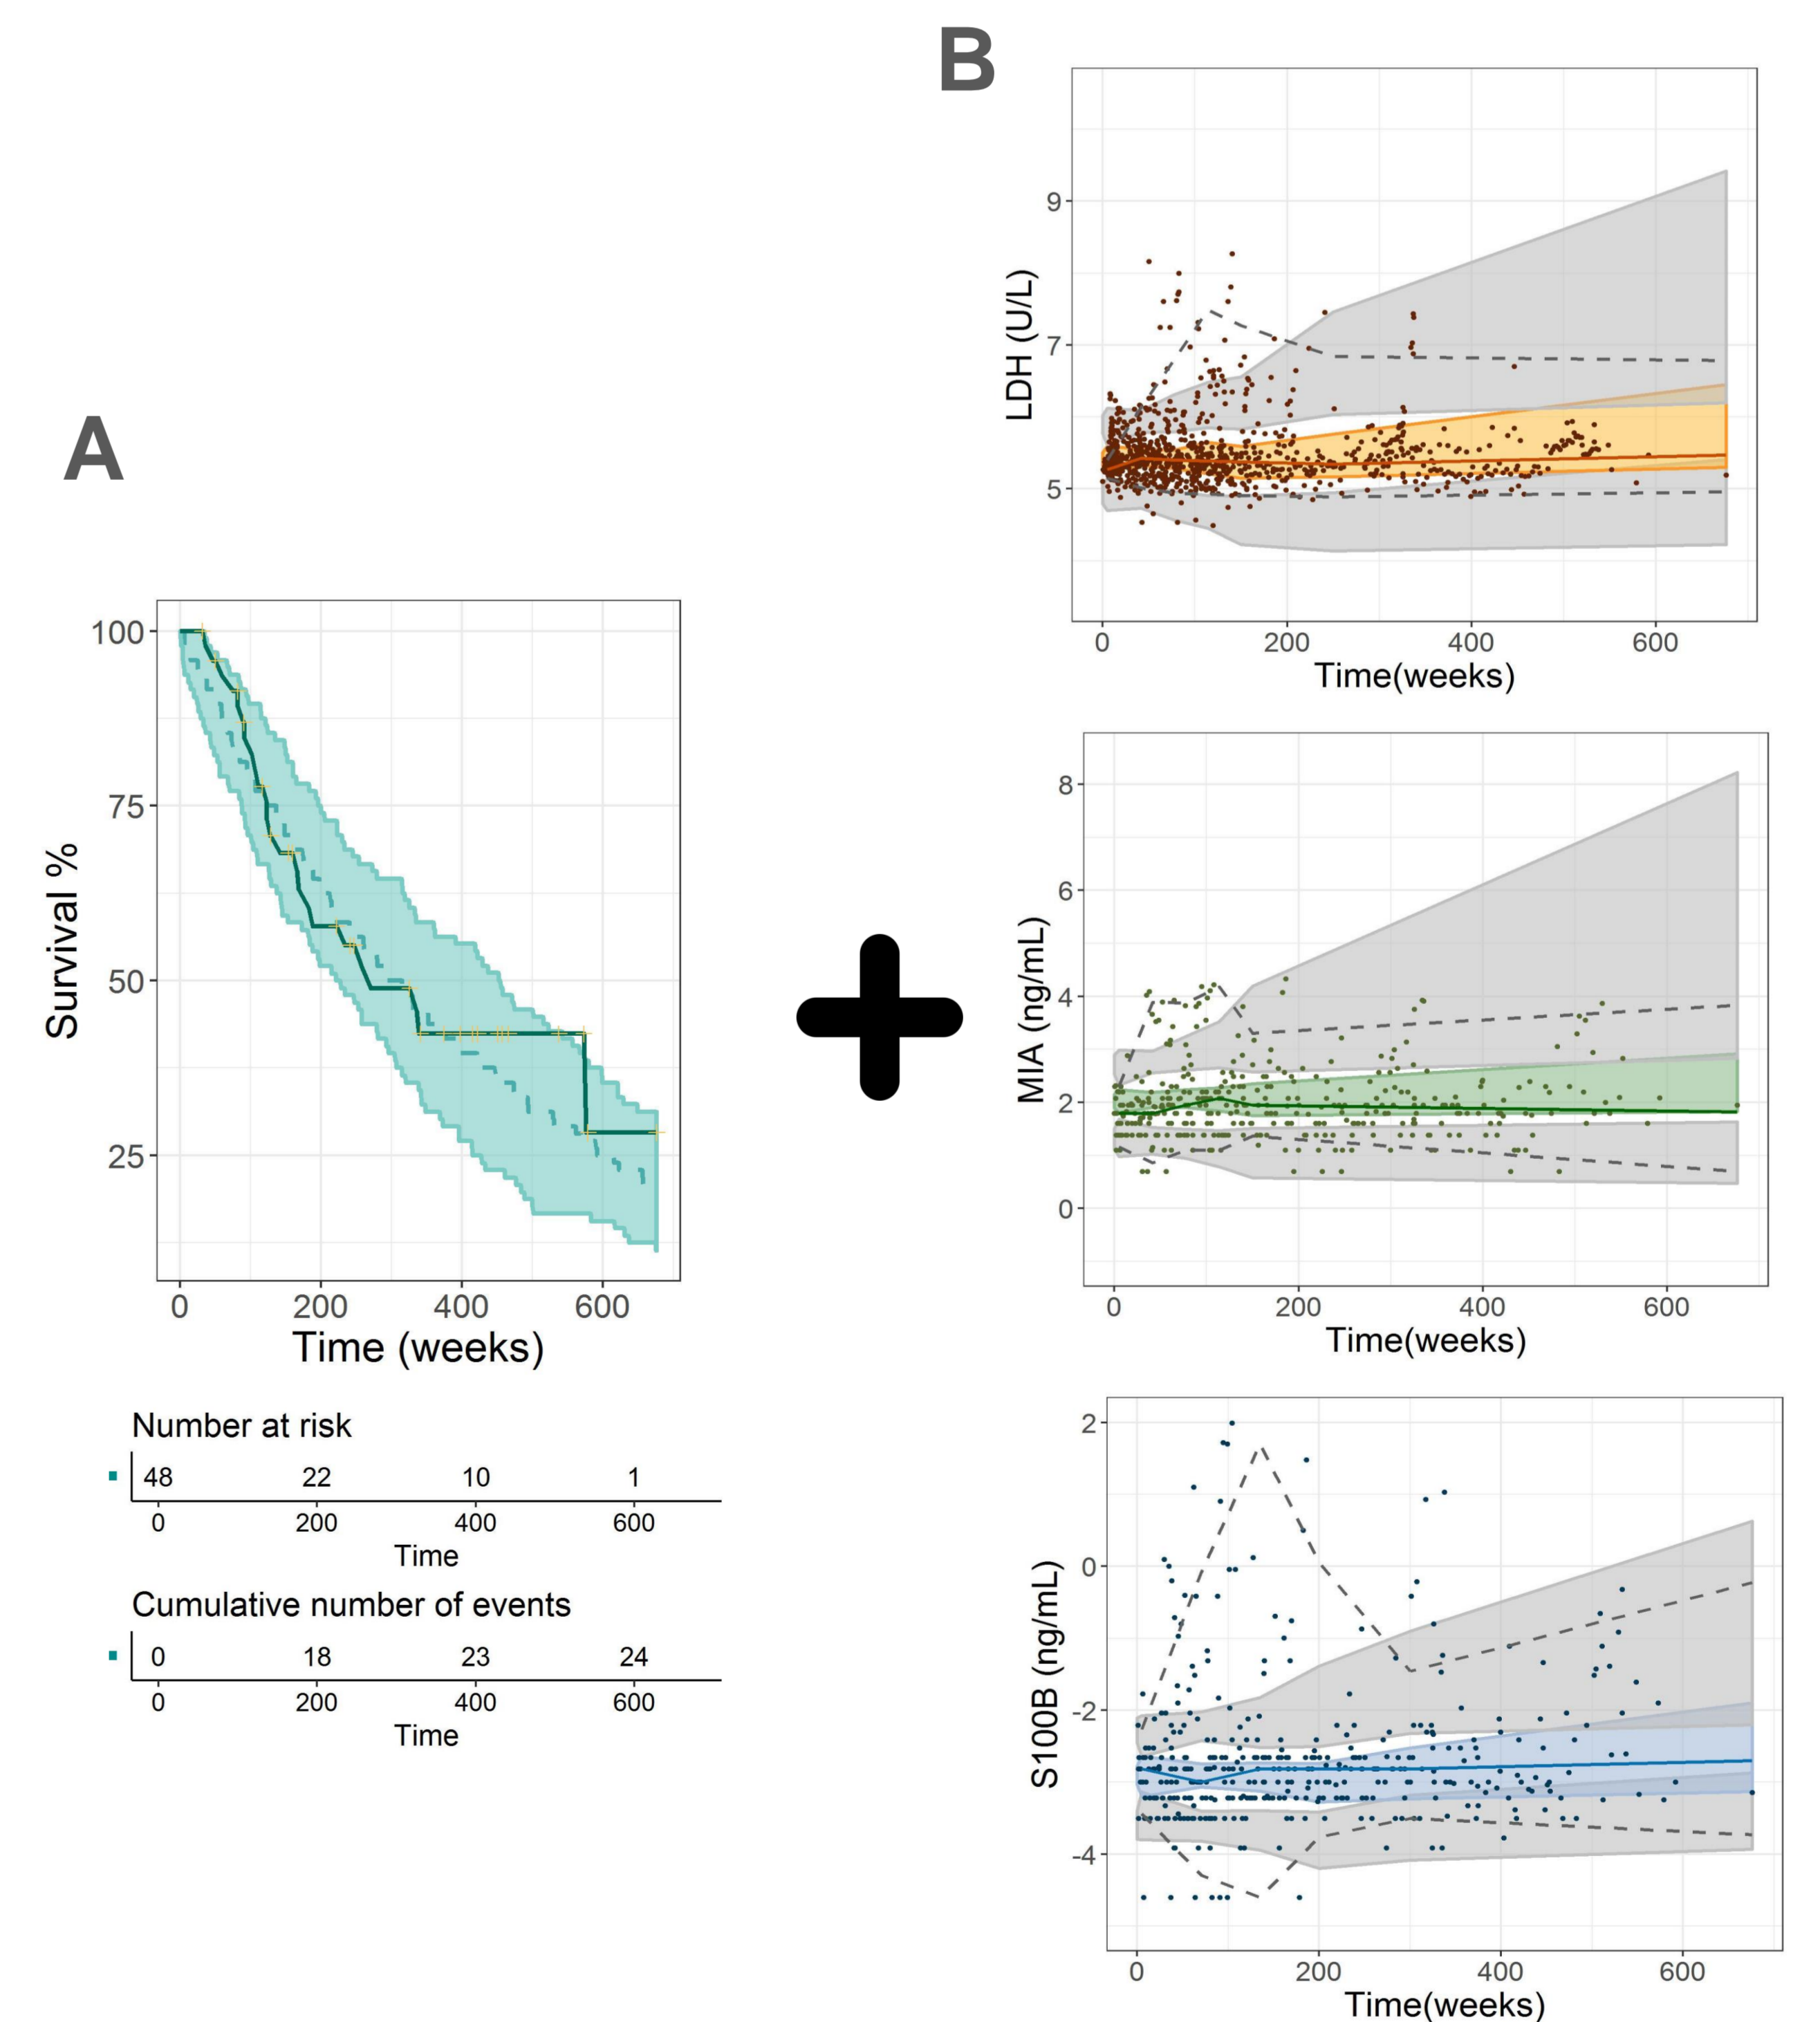 A
Survival %
100
75
50
25
0 200 400 600
Time (weeks)
Number at risk
48 22 10 1
0 200 400 600
Time
Cumulative number of events
0 18 23 24
0 200 400 600
Time
B
LDH (U/L)
9
7
5
0 200 400 600
Time(weeks)
MIA (ng/mL)
8
6
4
2
0
0 200 400 600
Time(weeks)
S100B (ng/mL)
2
0
-2
-4
0 200 400 600
Time(weeks)